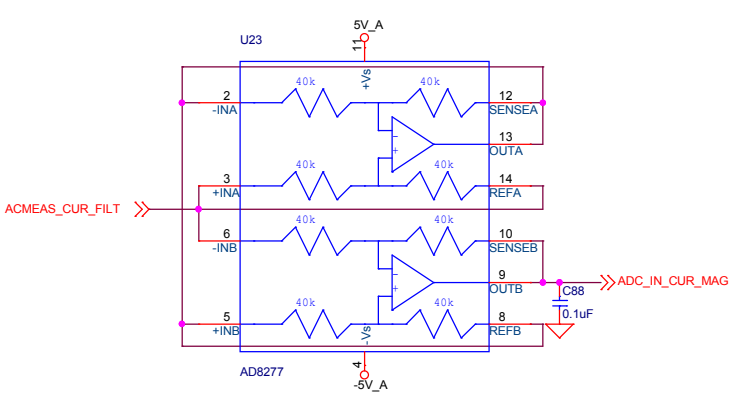 5V_A
U23
11
+Vs
40k
40k
2
12
-INA
SENSEA
13
OUTA
40k
40k
3
14
+INA
REFA
ACMEAS_CUR_FILT
40k
40k
6
10
-INB
SENSEB
9
OUTB
ADC_IN_CUR_MAG
C88
0.1uF
40k
40k
5
8
+INB
REFB
-Vs
4
AD8277
-5V_A